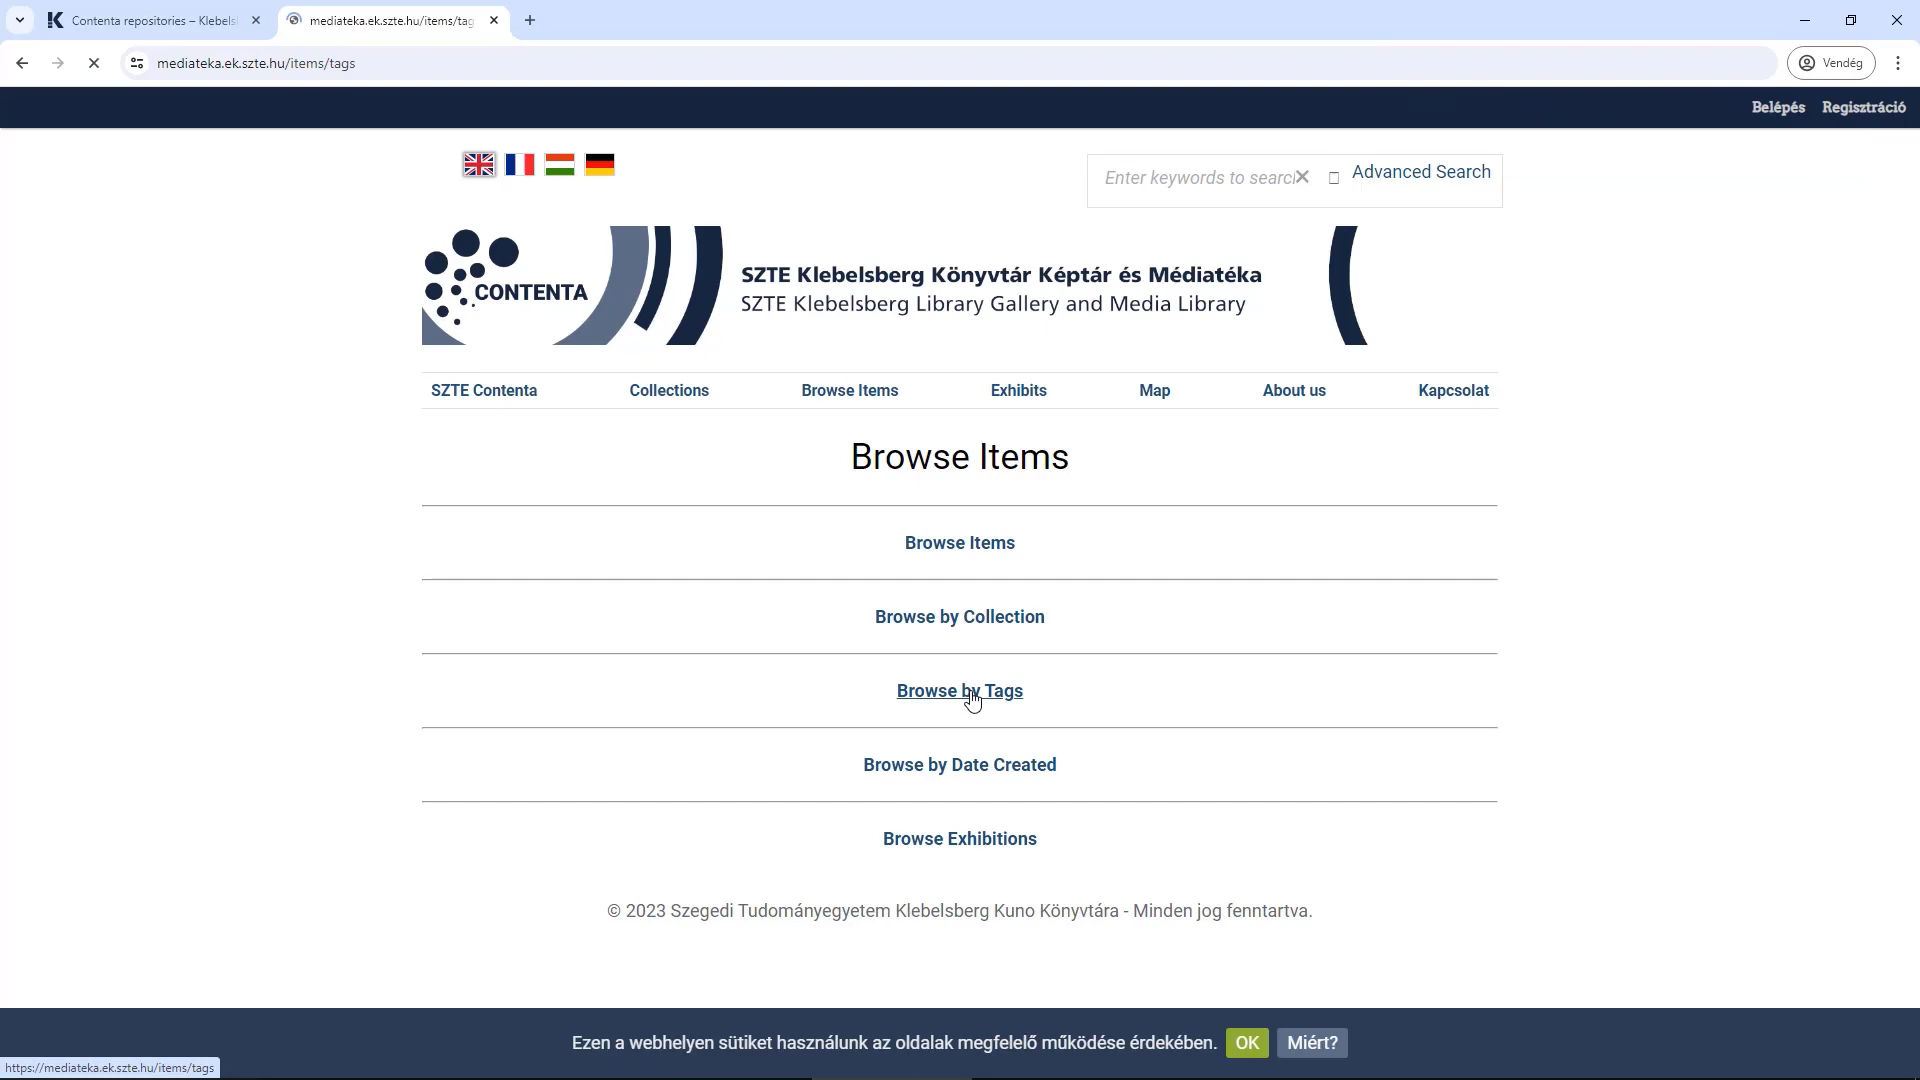 Contenta repositories – Klebels
mediateka.ek.szte.hu/items/tag
mediateka.ek.szte.hu/items/tags
Vendég
Belépés Regisztráció
Enter keywords to searc
Advanced Search
CONTENTA
SZTE Klebelsberg Könyvtár Képtár és Médiatéka
SZTE Klebelsberg Library Gallery and Media Library
SZTE Contenta Collections Browse Items Exhibits Map About us Kapcsolat
Browse Items
Browse Items
Browse by Collection
Browse by Tags
Browse by Date Created
Browse Exhibitions
© 2023 Szegedi Tudományegyetem Klebelsberg Kuno Könyvtára - Minden jog fenntartva.
Ezen a webhelyen sütiket használunk az oldalak megfelelő működése érdekében. OK Miért?
https://mediateka.ek.szte.hu/items/tags